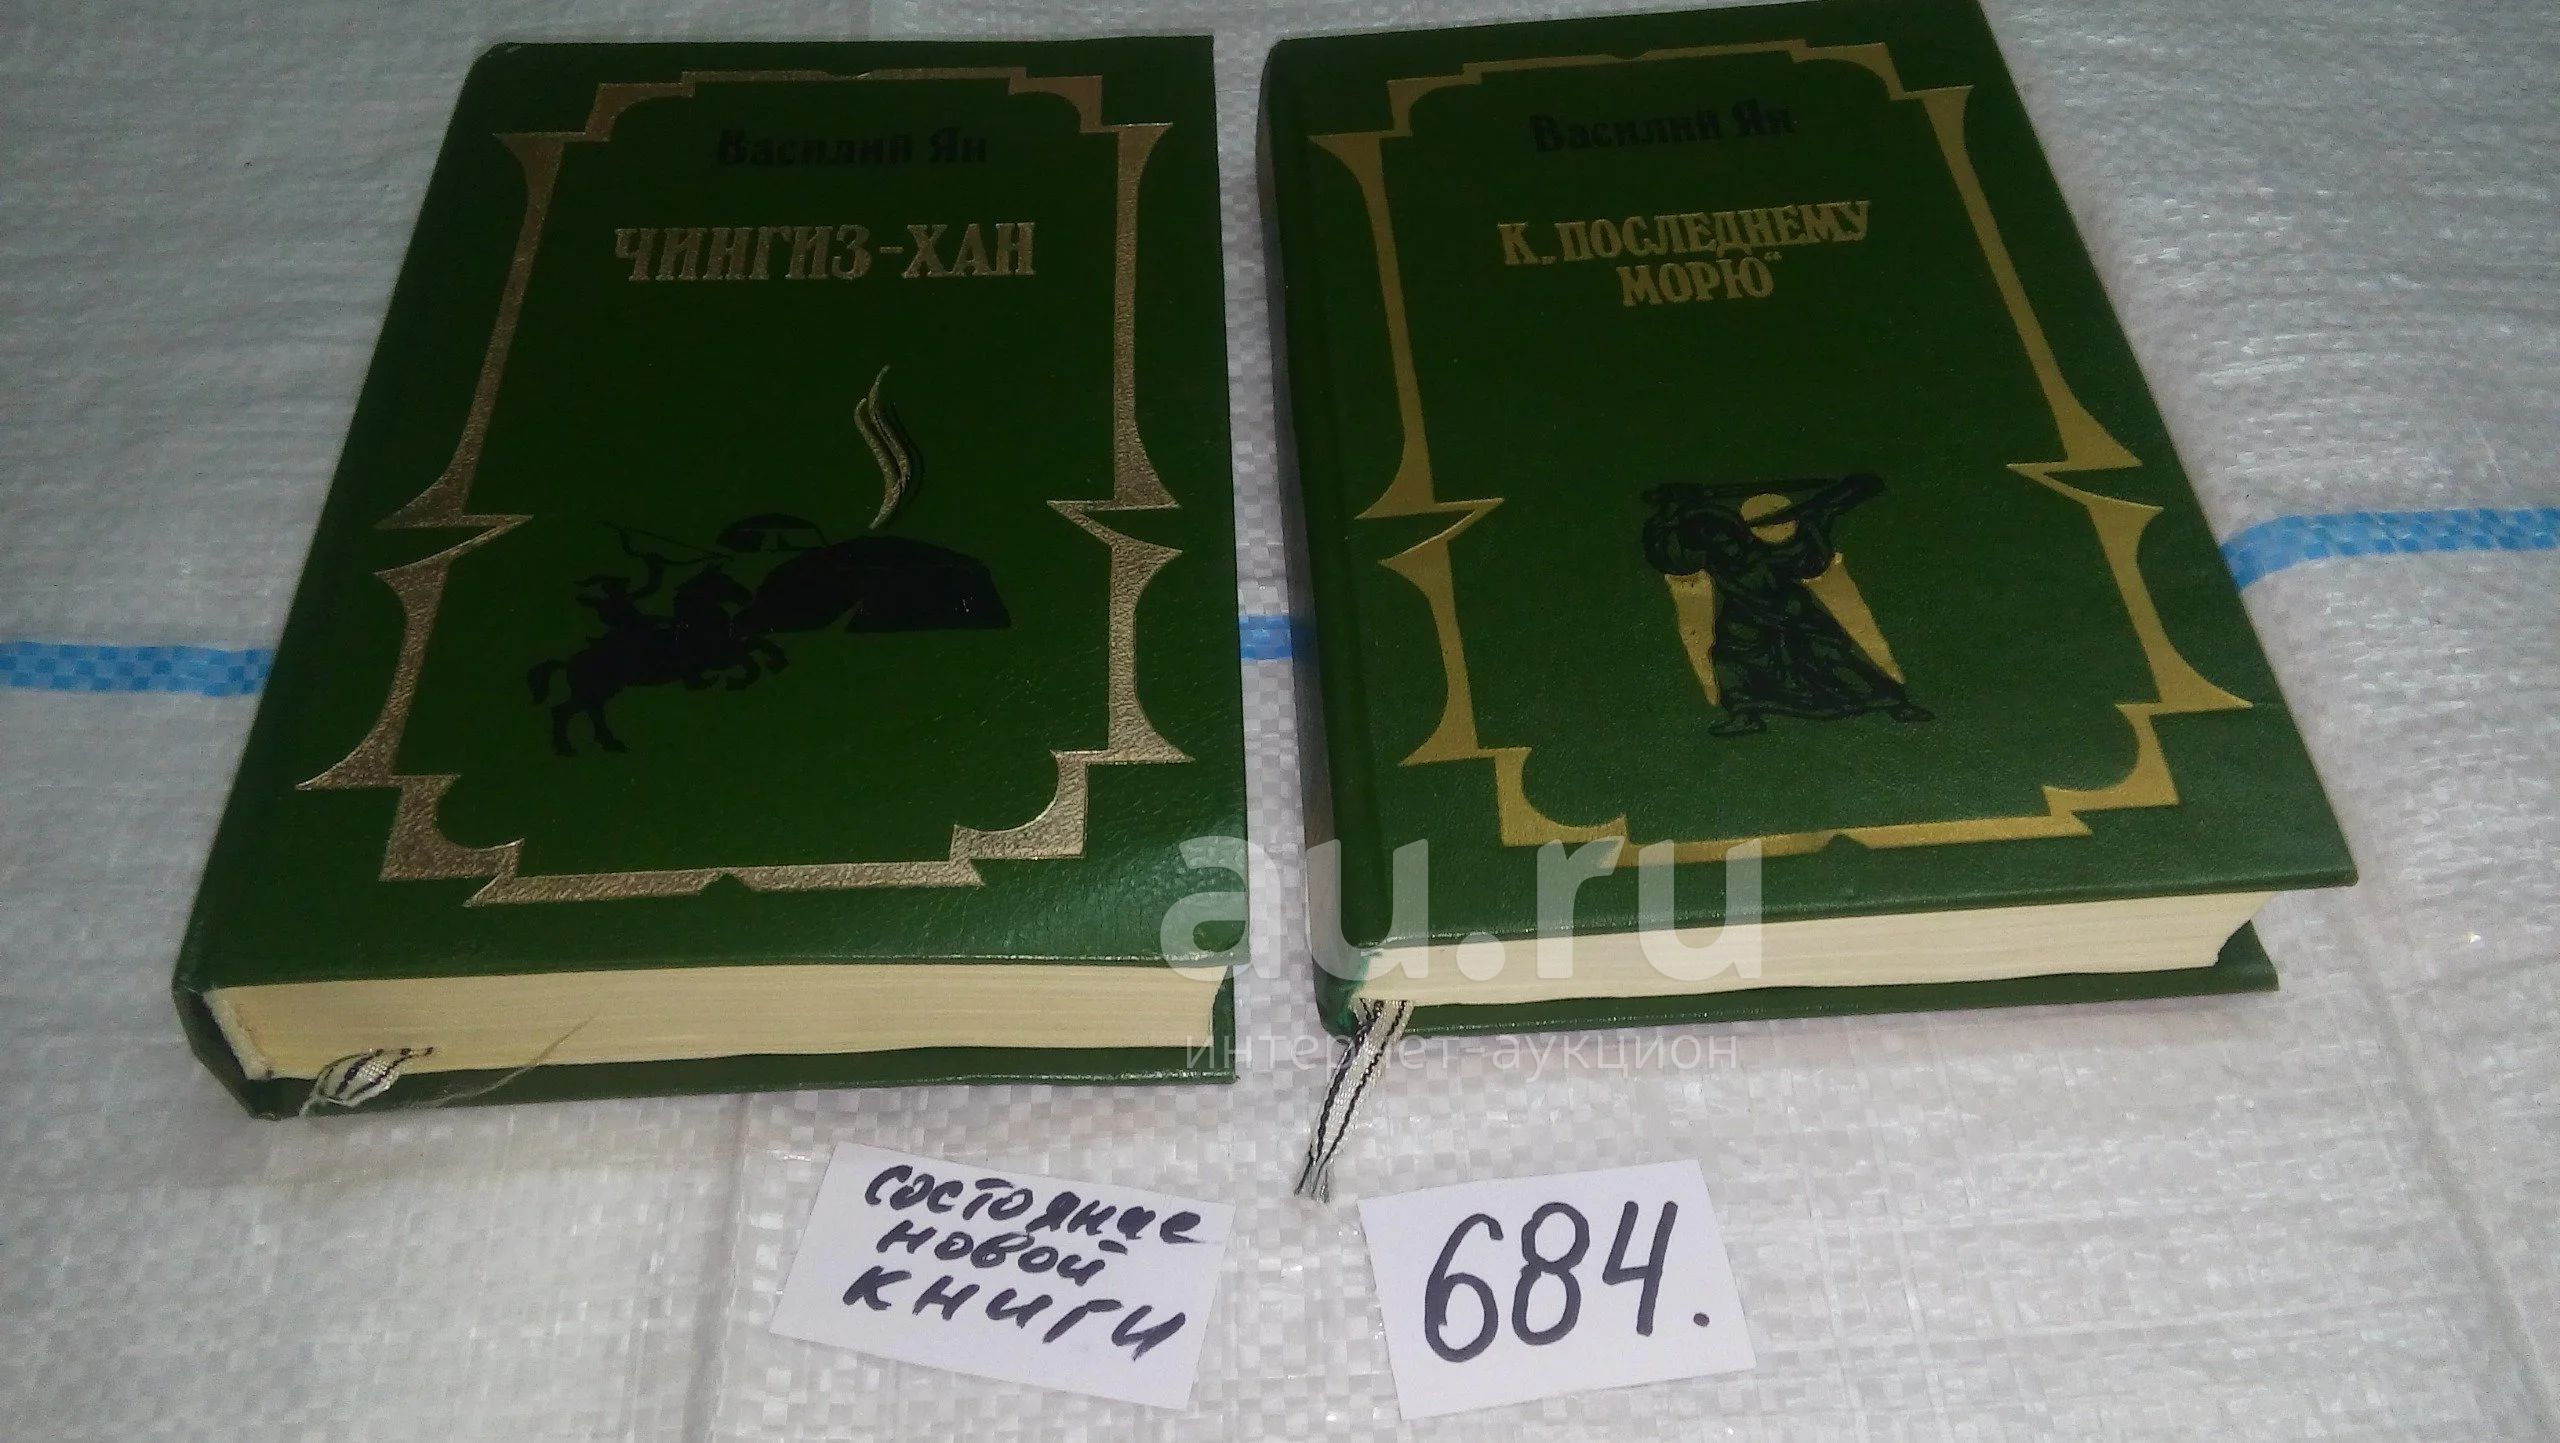 Василий Ян
ЧИНГИЗ-ХАН
Василий Ян
К „ПОСЛЕДНЕМУ
МОРЮ“
au.ru
интернет-аукцион
состояние
новой
книги
684.